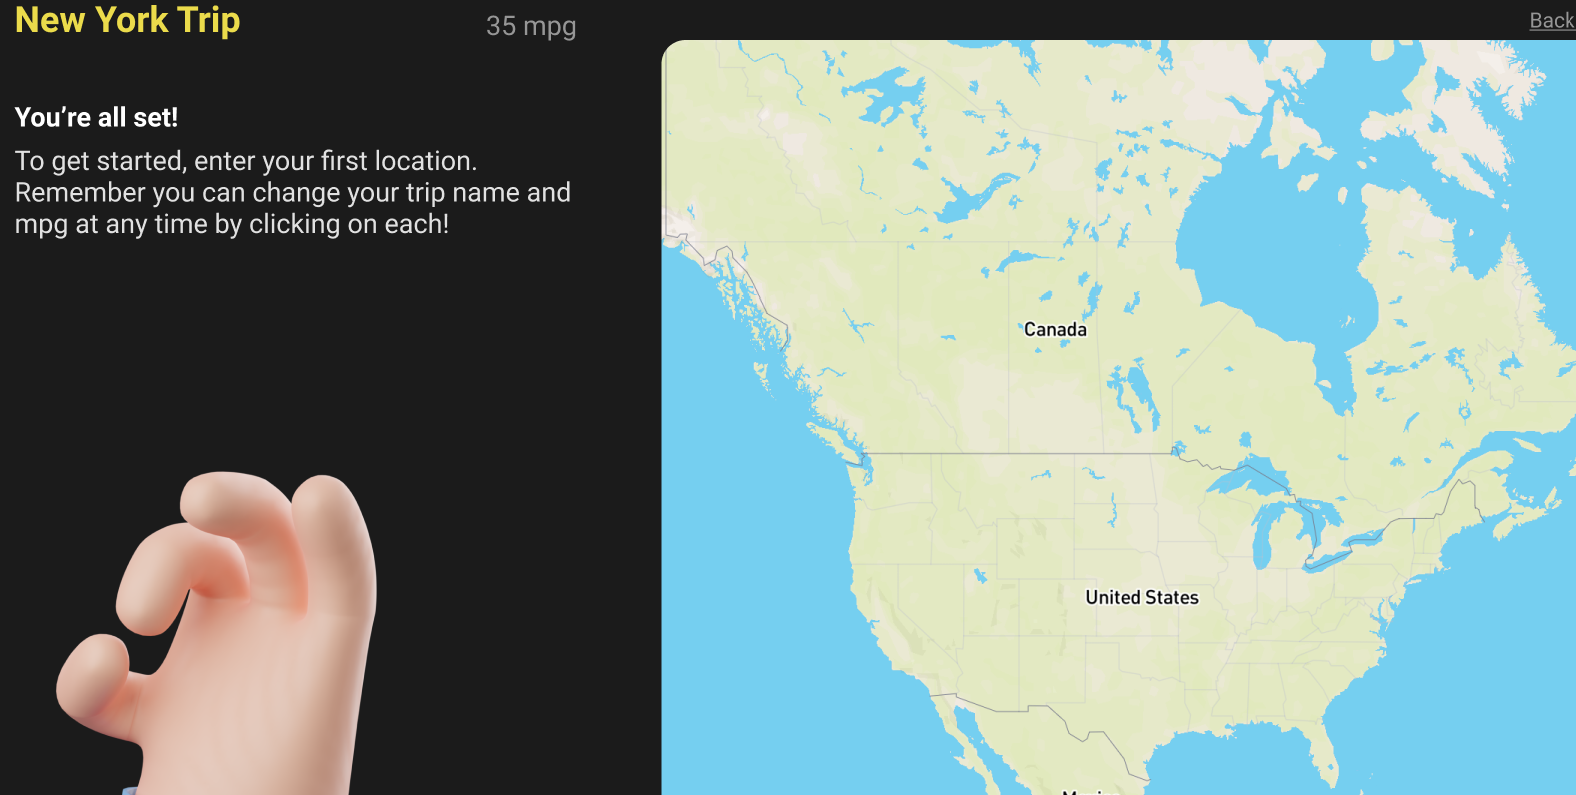 New York Trip
35 mpg
Back
You're all set!
To get started, enter your first location.
Remember you can change your trip name and
mpg at any time by clicking on each!
Canada
United States